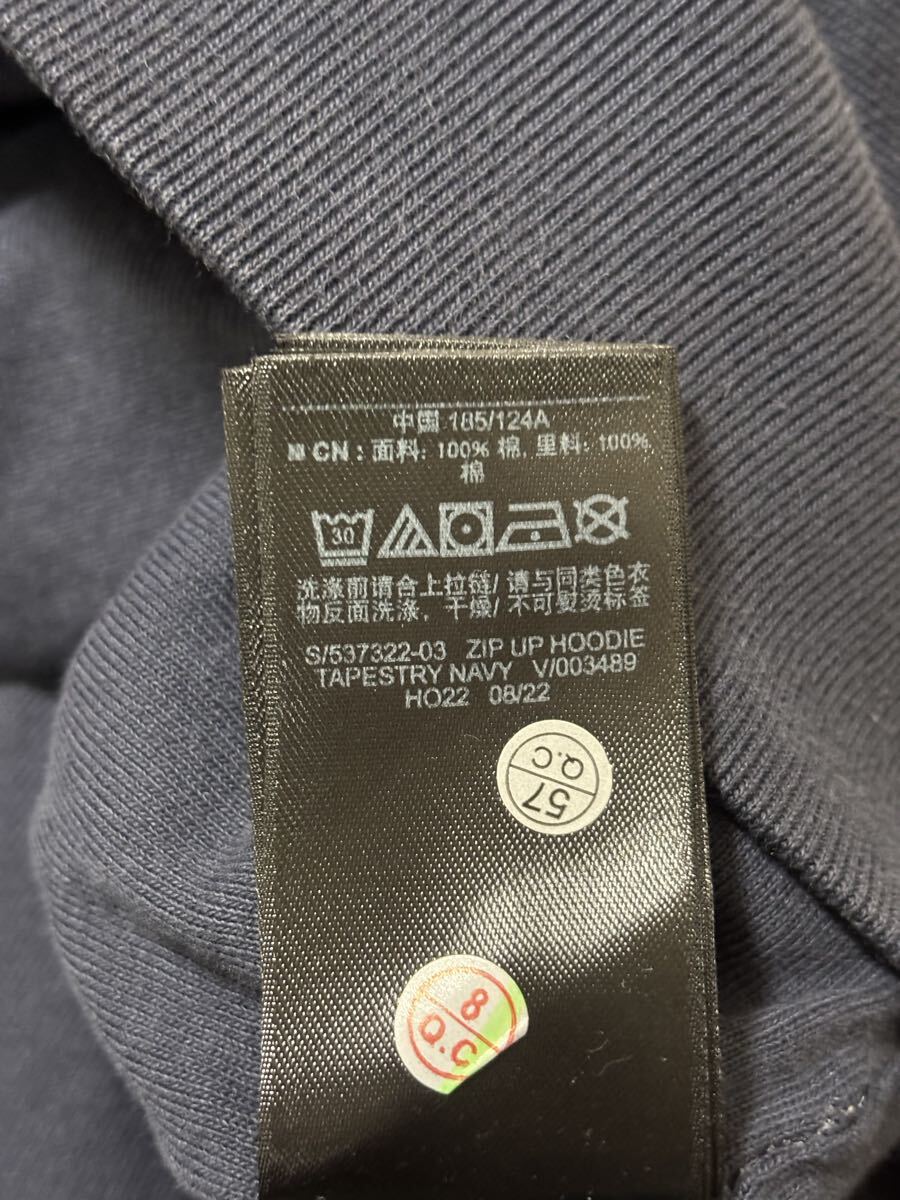 中国 185/124A
CN : 面料: 100% 棉, 里料: 100%
棉
30
洗涤前请合上拉链/ 请与同类色衣
物反面洗涤，干燥/ 不可熨烫标签
S/537322-03 ZIP UP HOODIE
TAPESTRY NAVY V/003489
HO22 08/22
57
Q.C
8
Q.C